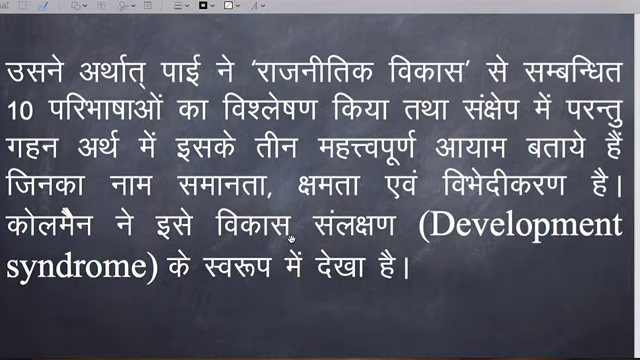 उसने अर्थात् पाई ने 'राजनीतिक विकास' से सम्बन्धित
10 परिभाषाओं का विश्लेषण किया तथा संक्षेप में परन्तु
गहन अर्थ में इसके तीन महत्त्वपूर्ण आयाम बताये हैं
जिनका नाम समानता, क्षमता एवं विभेदीकरण है।
कोलमैन ने इसे विकास संलक्षण (Development
syndrome) के स्वरूप में देखा है।